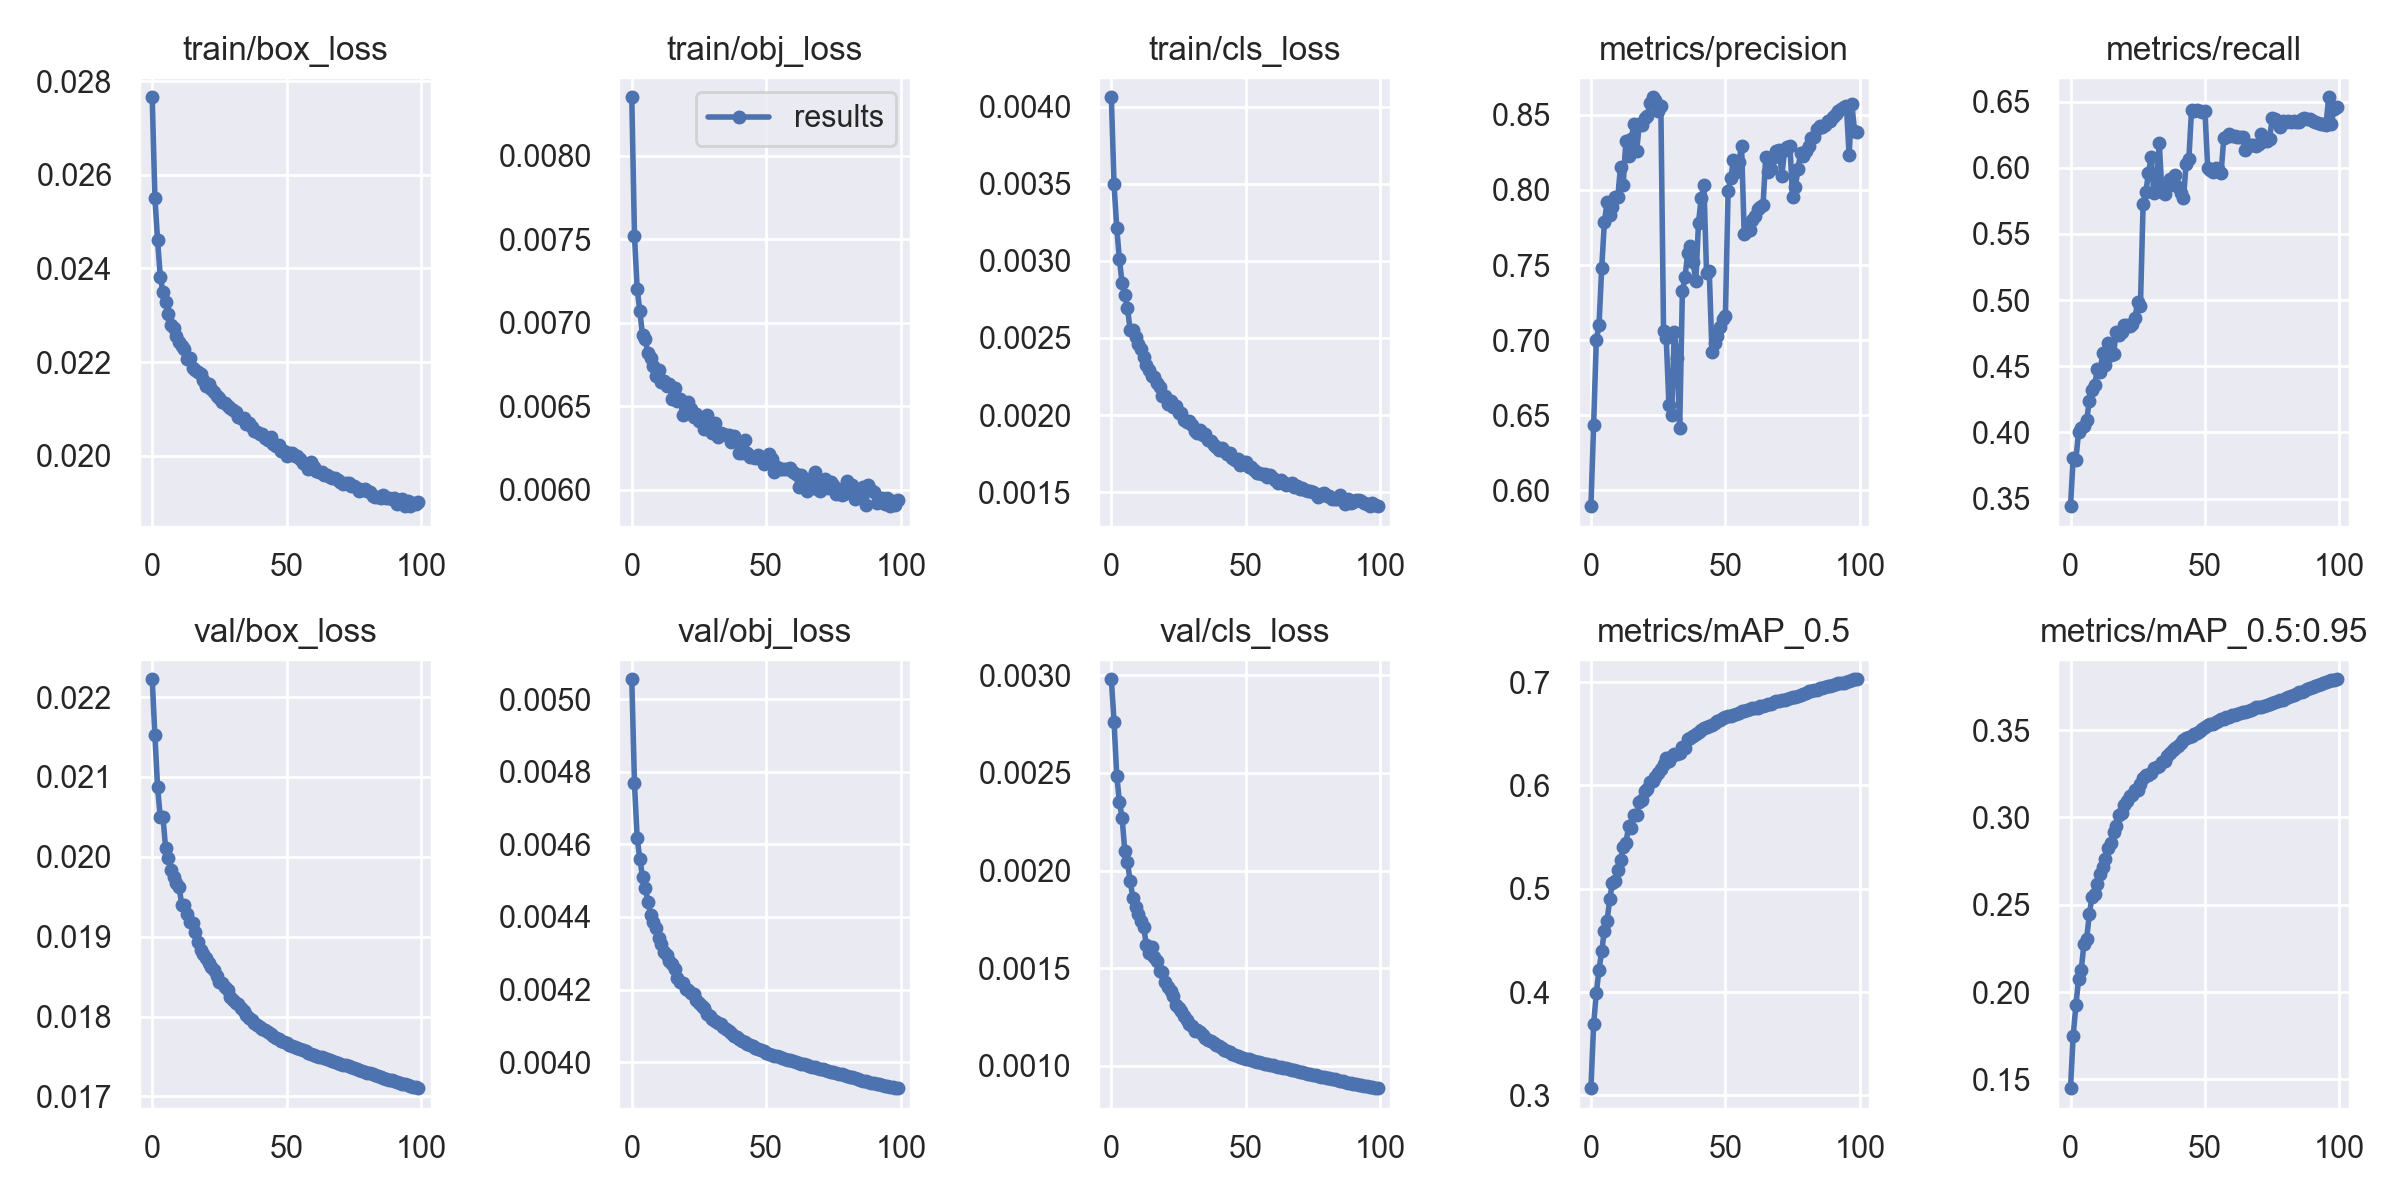 train/box_loss
0.028
0.026
0.024
0.022
0.020
0 50 100
train/obj_loss
results
0.0080
0.0075
0.0070
0.0065
0.0060
0 50 100
train/cls_loss
0.0040
0.0035
0.0030
0.0025
0.0020
0.0015
0 50 100
metrics/precision
0.85
0.80
0.75
0.70
0.65
0.60
0 50 100
metrics/recall
0.65
0.60
0.55
0.50
0.45
0.40
0.35
0 50 100
val/box_loss
0.022
0.021
0.020
0.019
0.018
0.017
0 50 100
val/obj_loss
0.0050
0.0048
0.0046
0.0044
0.0042
0.0040
0 50 100
val/cls_loss
0.0030
0.0025
0.0020
0.0015
0.0010
0 50 100
metrics/mAP_0.5
0.7
0.6
0.5
0.4
0.3
0 50 100
metrics/mAP_0.5:0.95
0.35
0.30
0.25
0.20
0.15
0 50 100